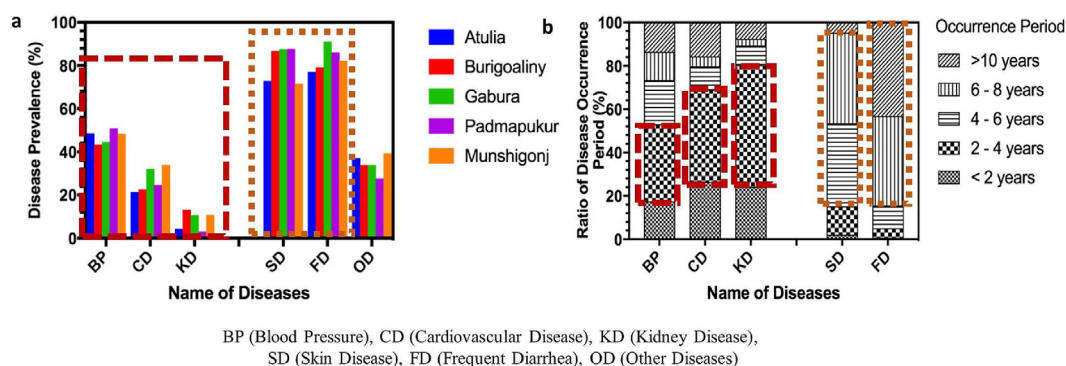 a
Disease Prevalence (%)
100
80
60
40
20
0
BP
CD
KD
SD
FD
OD
Name of Diseases
Atulia
Burigoaliny
Gabura
Padmapukur
Munshigonj
b
Ratio of Disease Occurrence
Period (%)
100
80
60
40
20
0
BP
CD
KD
SD
FD
Name of Diseases
Occurrence Period
>10 years
6 - 8 years
4 - 6 years
2 - 4 years
< 2 years
BP (Blood Pressure), CD (Cardiovascular Disease), KD (Kidney Disease),
SD (Skin Disease), FD (Frequent Diarrhea), OD (Other Diseases)